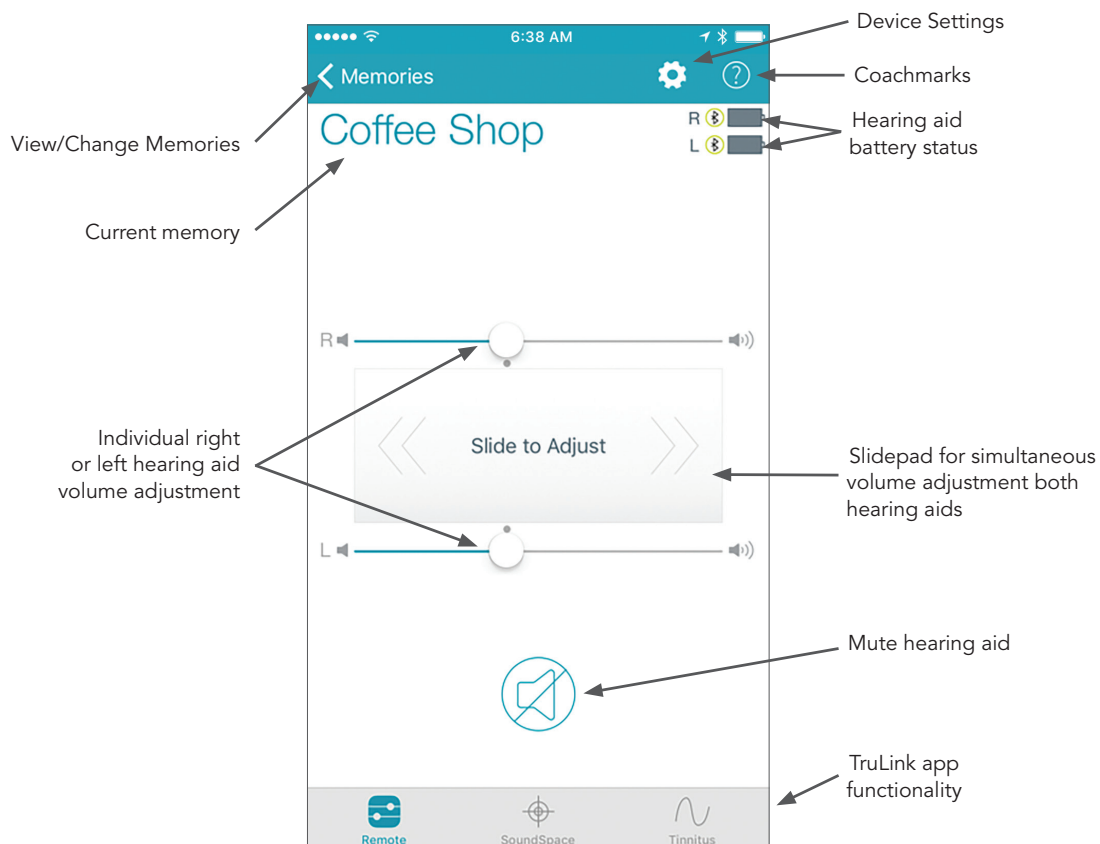 Device Settings
6:38 AM
Memories
?
Coachmarks
Coffee Shop
R
L
Hearing aid
battery status
View/Change Memories
Current memory
R
Slide to Adjust
Individual right
or left hearing aid
volume adjustment
Slidepad for simultaneous
volume adjustment both
hearing aids
L
Mute hearing aid
TruLink app
functionality
Remote
SoundSpace
Tinnitus